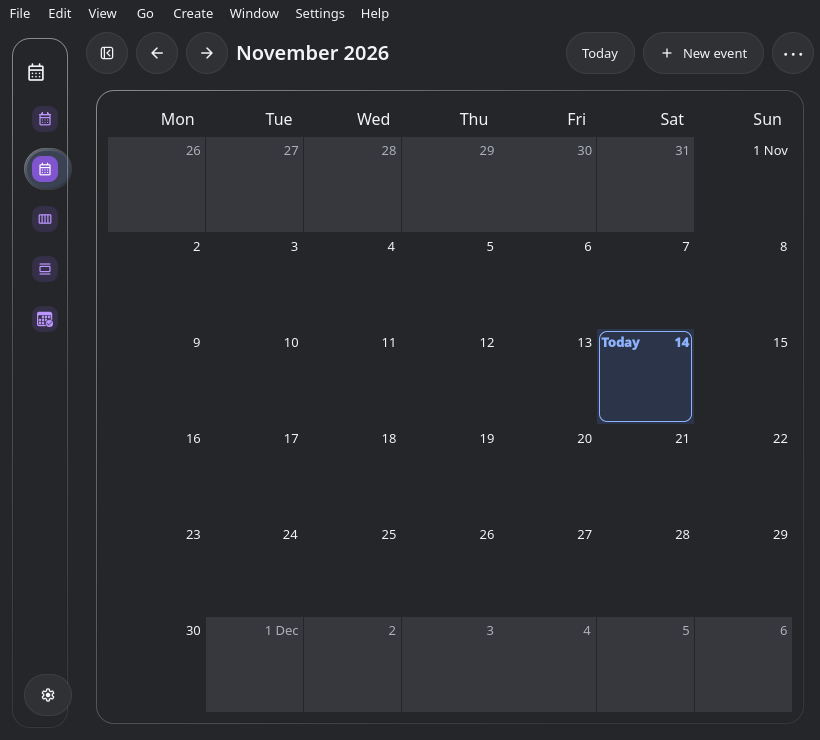 File Edit View Go Create Window Settings Help
November 2026
Today
New event
Mon Tue Wed Thu Fri Sat Sun
26 27 28 29 30 31 1 Nov
2 3 4 5 6 7 8
9 10 11 12 13 Today 14 15
16 17 18 19 20 21 22
23 24 25 26 27 28 29
30 1 Dec 2 3 4 5 6